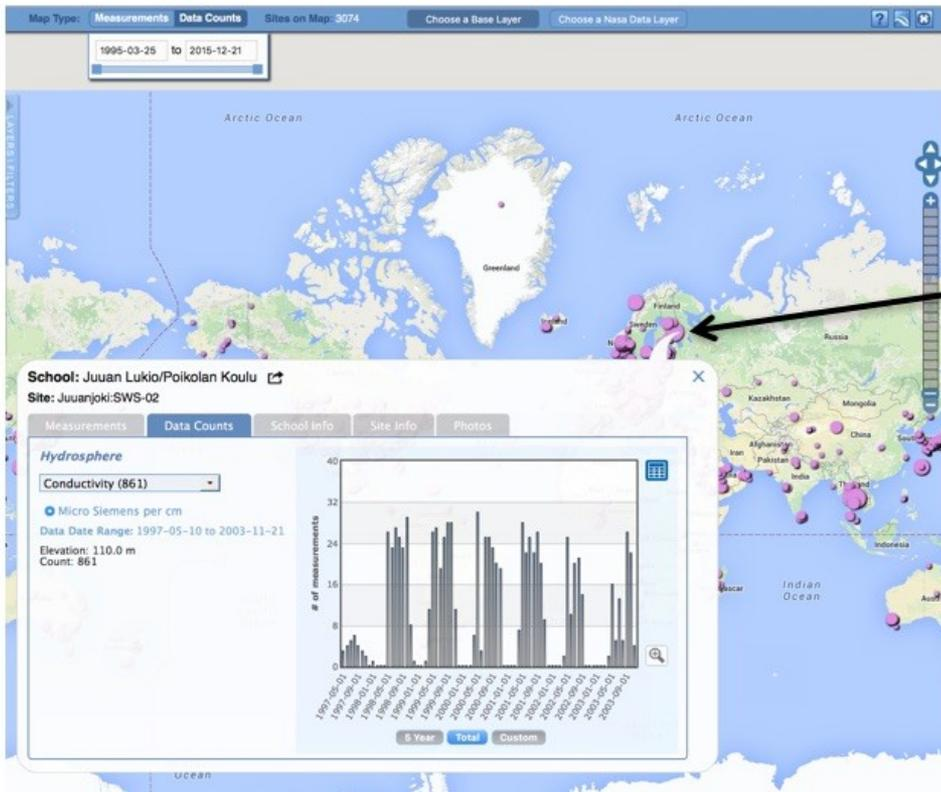 Map Type: Measurements Data Counts Sites on Map: 3074 Choose a Base Layer Choose a Nasa Data Layer ?
1995-03-25 to 2015-12-21
LAYERS|FILTERS
Arctic Ocean
Arctic Ocean
Greenland
Finland
Iceland
Sweden
N
Russia
Kazakhstan
Mongolia
China
Afghanistan
Iran
Pakistan
South
India
Thailand
Indonesia
Indian
Ocean
ascar
Aust
School: Juuan Lukio/Poikolan Koulu
Site: Juuanjoki:SWS-02
Measurements Data Counts School Info Site Info Photos
Hydrosphere
Conductivity (861)
Micro Siemens per cm
Data Date Range: 1997-05-10 to 2003-11-21
Elevation: 110.0 m
Count: 861
# of measurements
40
32
24
16
8
0
1997-05-01
1997-09-01
1998-01-01
1998-05-01
1998-09-01
1999-01-01
1999-05-01
1999-09-01
2000-01-01
2000-05-01
2000-09-01
2001-01-01
2001-05-01
2001-09-01
2002-01-01
2002-05-01
2002-09-01
2003-01-01
2003-05-01
2003-09-01
5 Year Total Custom
Ocean